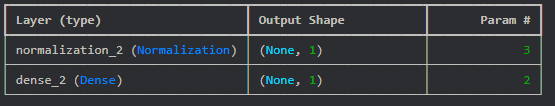 Layer (type) Output Shape Param #
normalization_2 (Normalization) (None, 1) 3
dense_2 (Dense) (None, 1) 2